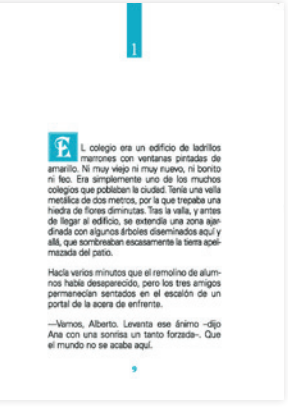 1
EL colegio era un edificio de ladrillos
marrones con ventanas pintadas de
amarillo. Ni muy viejo ni muy nuevo, ni bonito
ni feo. Era simplemente uno de los muchos
colegios que poblaban la ciudad. Tenía una valla
metálica de dos metros, por la que trepaba una
hiedra de flores diminutas. Tras la valla, y antes
de llegar al edificio, se extendía una zona ajar-
dinada con algunos árboles diseminados aquí y
allá, que sombreaban escasamente la tierra apel-
mazada del patio.
Hacía varios minutos que el remolino de alum-
nos había desaparecido, pero los tres amigos
permanecían sentados en el escalón de un
portal de la acera de enfrente.
—Vamos, Alberto. Levanta ese ánimo –dijo
Ana con una sonrisa un tanto forzada–. Que
el mundo no se acaba aquí.
9